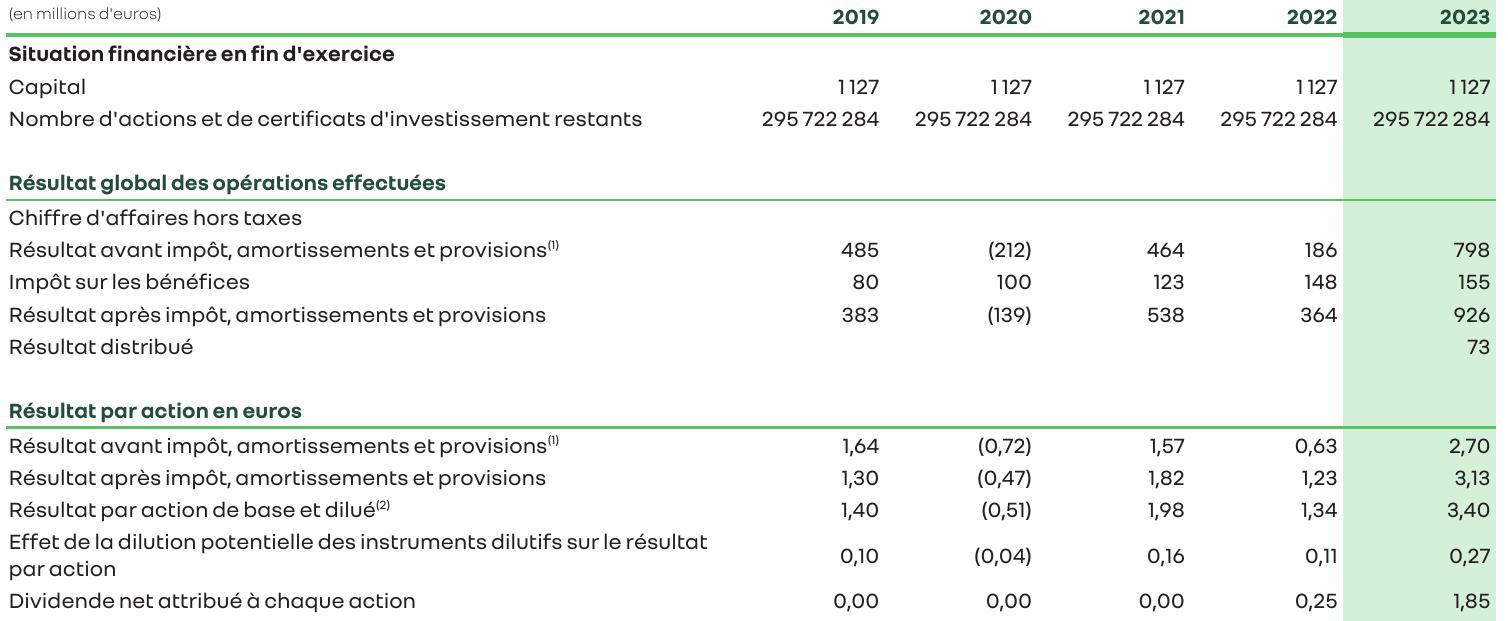 (en millions d'euros) 2019 2020 2021 2022 2023
Situation financière en fin d'exercice
Capital 1 127 1 127 1 127 1 127 1 127
Nombre d'actions et de certificats d'investissement restants 295 722 284 295 722 284 295 722 284 295 722 284 295 722 284
Résultat global des opérations effectuées
Chiffre d'affaires hors taxes
Résultat avant impôt, amortissements et provisions(1) 485 (212) 464 186 798
Impôt sur les bénéfices 80 100 123 148 155
Résultat après impôt, amortissements et provisions 383 (139) 538 364 926
Résultat distribué 73
Résultat par action en euros
Résultat avant impôt, amortissements et provisions(1) 1,64 (0,72) 1,57 0,63 2,70
Résultat après impôt, amortissements et provisions 1,30 (0,47) 1,82 1,23 3,13
Résultat par action de base et dilué(2) 1,40 (0,51) 1,98 1,34 3,40
Effet de la dilution potentielle des instruments dilutifs sur le résultat
par action 0,10 (0,04) 0,16 0,11 0,27
Dividende net attribué à chaque action 0,00 0,00 0,00 0,25 1,85